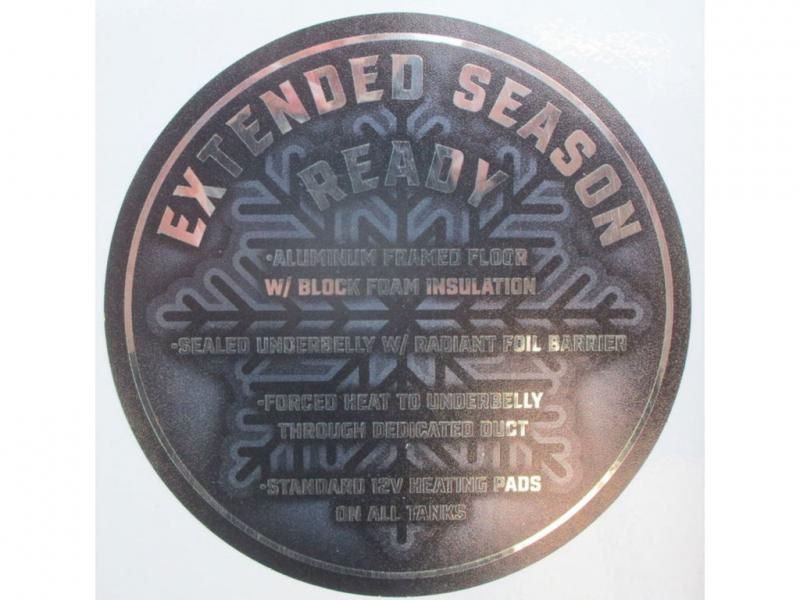 EXTENDED SEASON
READY
•ALUMINUM FRAMED FLOOR
W/ BLOCK FOAM INSULATION
•SEALED UNDERBELLY W/ RADIANT FOIL BARRIER
•FORCED HEAT TO UNDERBELLY
THROUGH DEDICATED DUCT
•STANDARD 12V HEATING PADS
ON ALL TANKS